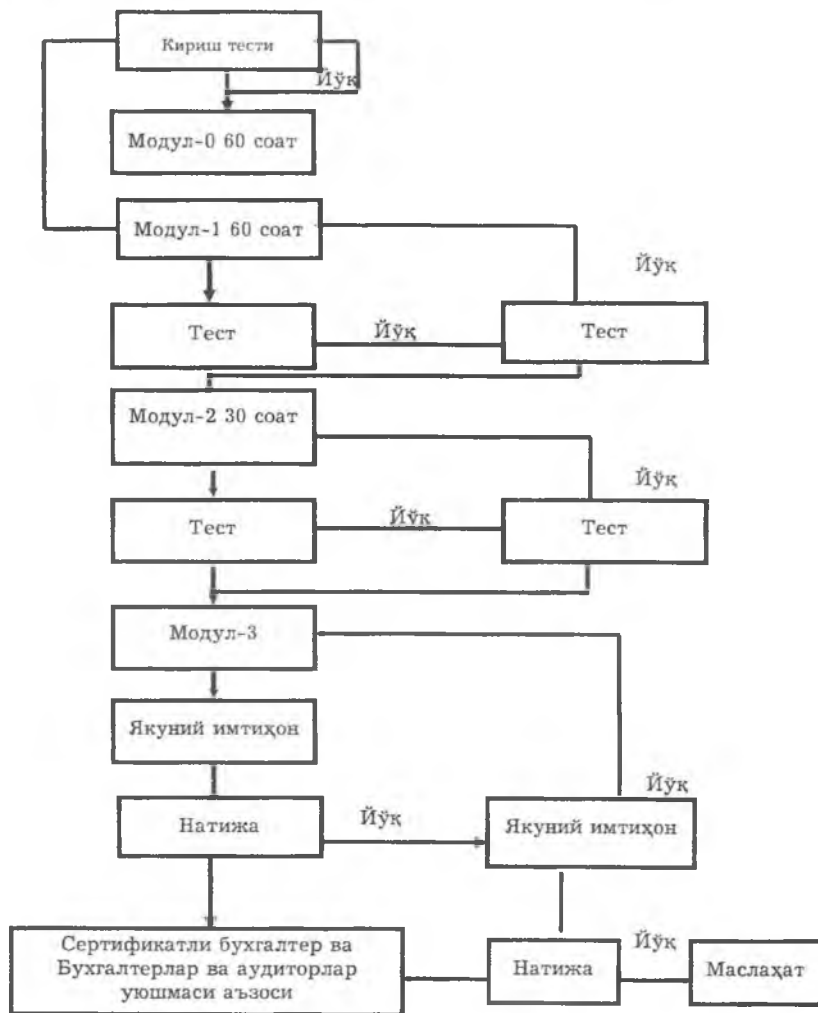 Кириш тести
Йўқ
Модул-0 60 соат
Модул-1 60 соат
Йўқ
Тест
Йўқ
Тест
Модул-2 30 соат
Йўқ
Тест
Йўқ
Тест
Модул-3
Якуний имтиҳон
Йўқ
Натижа
Йўқ
Якуний имтиҳон
Сертификатли бухгалтер ва
Бухгалтерлар ва аудиторлар
уюшмаси аъзоси
Натижа
Йўқ
Маслаҳат